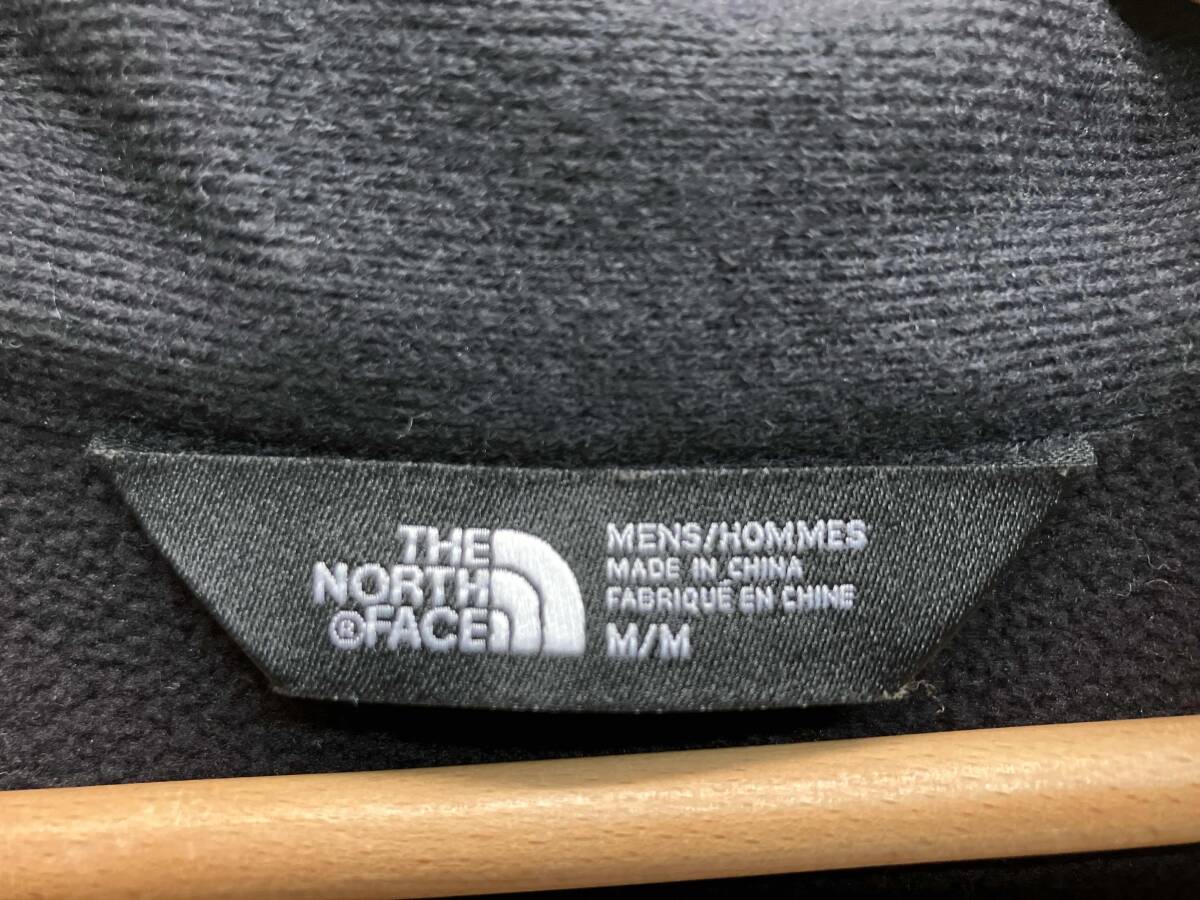 THE
NORTH
®FACE
MENS/HOMMES
MADE IN CHINA
FABRIQUÉ EN CHINE
M/M